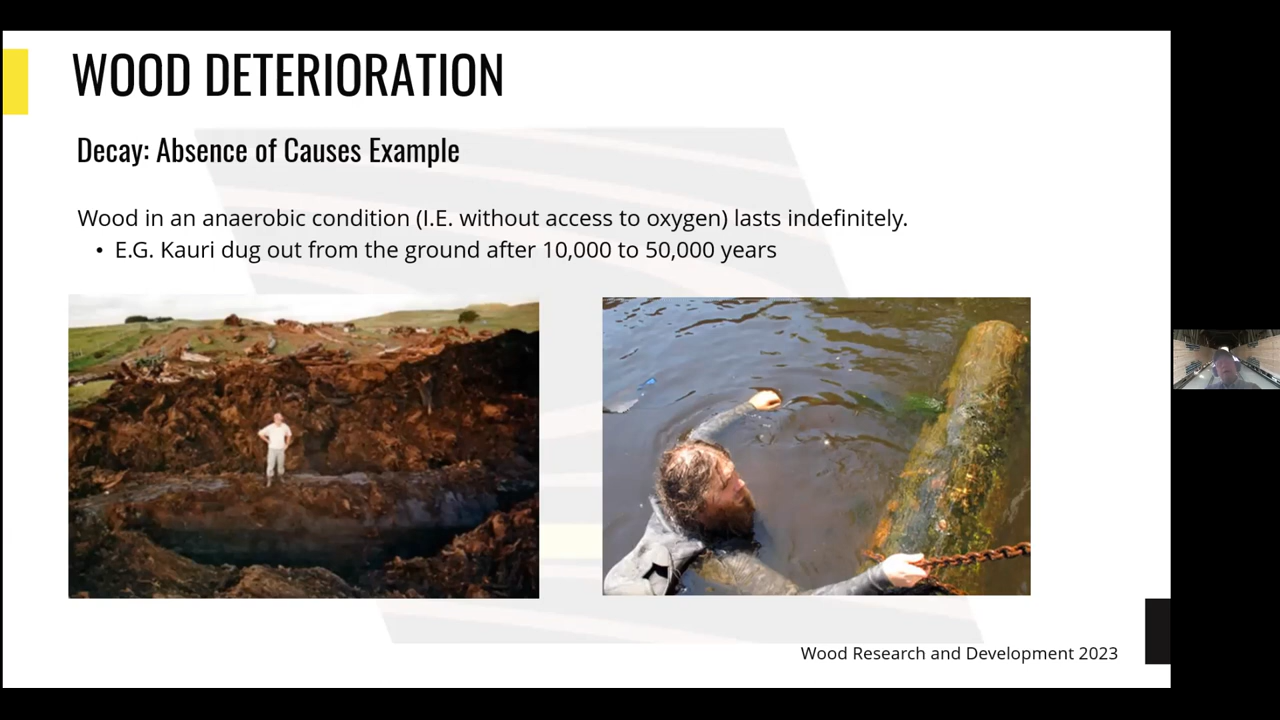 WOOD DETERIORATION
Decay: Absence of Causes Example
Wood in an anaerobic condition (I.E. without access to oxygen) lasts indefinitely.
• E.G. Kauri dug out from the ground after 10,000 to 50,000 years
Wood Research and Development 2023